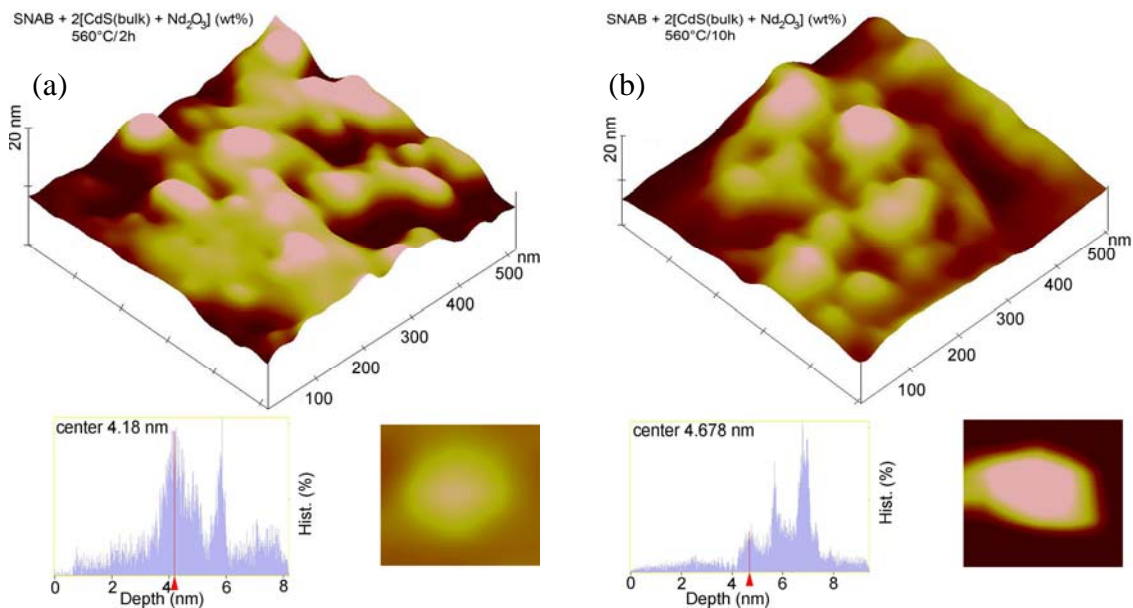 SNAB + 2[CdS(bulk) + Nd₂O₃] (wt%)
560°C/2h
(a)
20 nm
nm
500
400
300
200
100
center 4.18 nm
Hist. (%)
0 2 4 6 8
Depth (nm)
SNAB + 2[CdS(bulk) + Nd₂O₃] (wt%)
560°C/10h
(b)
20 nm
nm
500
400
300
200
100
center 4.678 nm
Hist. (%)
0 2 4 6 8
Depth (nm)